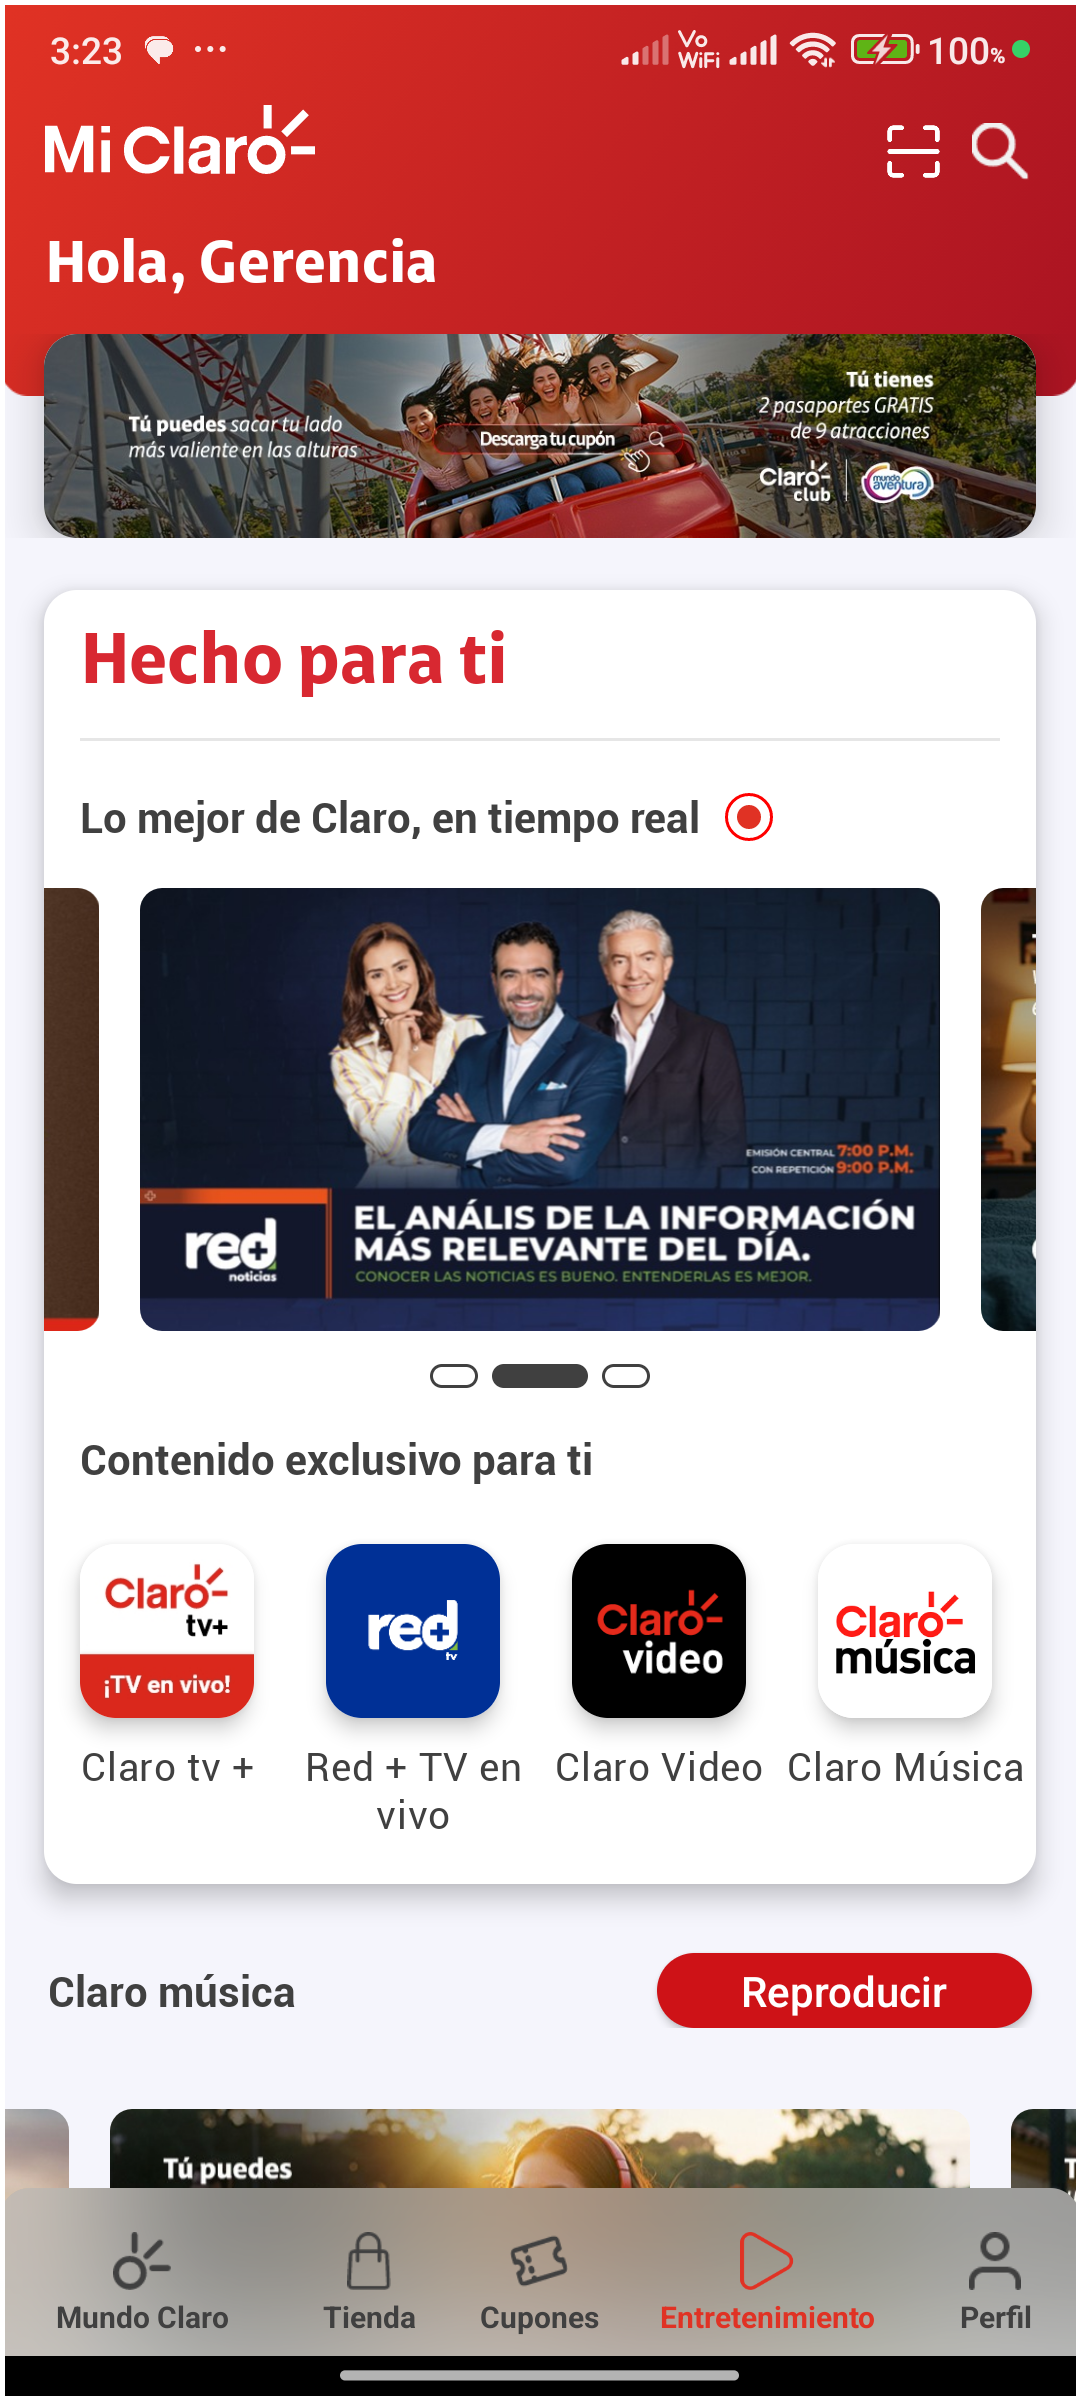 3:23
Vo
WiFi
100%
Mi Claro
Hola, Gerencia
Tú puedes sacar tu lado
más valiente en las alturas
Descarga tu cupón
Tú tienes
2 pasaportes GRATIS
de 9 atracciones
Claro
club
mundo
aventura
Hecho para ti
Lo mejor de Claro, en tiempo real
EMISIÓN CENTRAL 7:00 P.M.
CON REPETICIÓN 9:00 P.M.
red+
noticias
EL ANÁLIS DE LA INFORMACIÓN
MÁS RELEVANTE DEL DÍA.
CONOCER LAS NOTICIAS ES BUENO. ENTENDERLAS ES MEJOR.
Contenido exclusivo para ti
Claro
tv+
¡TV en vivo!
red+
tv
Claro
video
Claro
música
Claro tv +
Red + TV en
vivo
Claro Video
Claro Música
Claro música
Reproducir
Tú puedes
Mundo Claro
Tienda
Cupones
Entretenimiento
Perfil